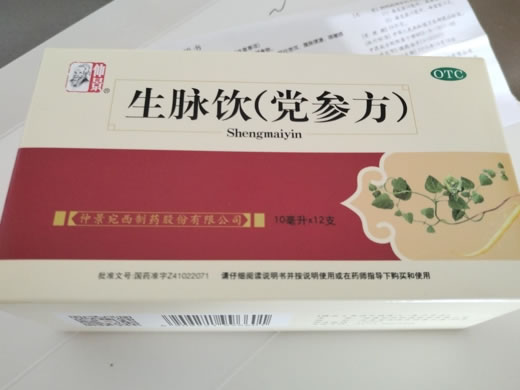 仲景
OTC
生脉饮(党参方)
Shengmaiyin
仲景宛西制药股份有限公司
10毫升x12支
批准文号:国药准字Z41022071
请仔细阅读说明书并按说明使用或在药师指导下购买和使用